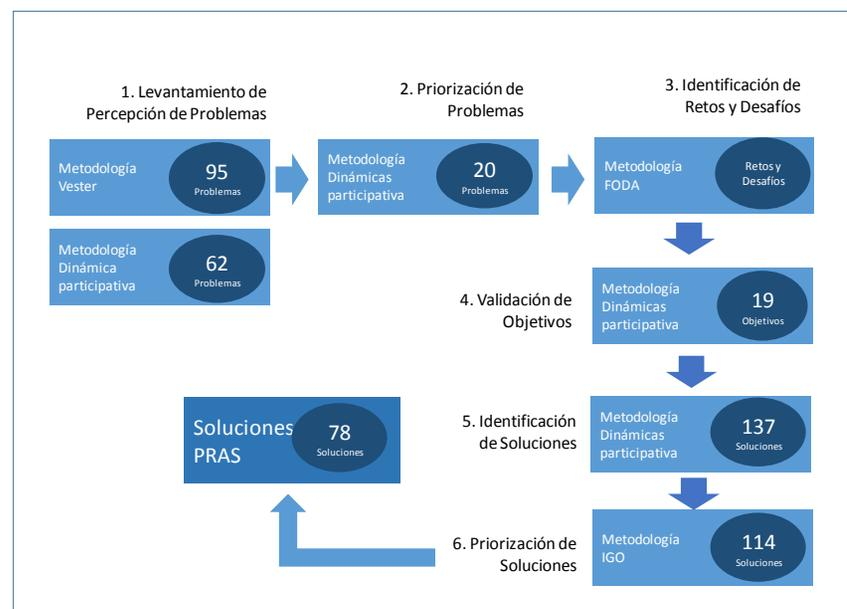 1. Levantamiento de
Percepción de Problemas
Metodología
Vester
95
Problemas
Metodología
Dinámica
participativa
62
Problemas
2. Priorización de
Problemas
Metodología
Dinámicas
participativa
20
Problemas
3. Identificación de
Retos y Desafíos
Metodología
FODA
Retos y
Desafíos
4. Validación de
Objetivos
Metodología
Dinámicas
participativa
19
Objetivos
5. Identificación
de Soluciones
Metodología
Dinámicas
participativa
137
Soluciones
6. Priorización de
Soluciones
Metodología
IGO
114
Soluciones
Soluciones
PRAS
78
Soluciones